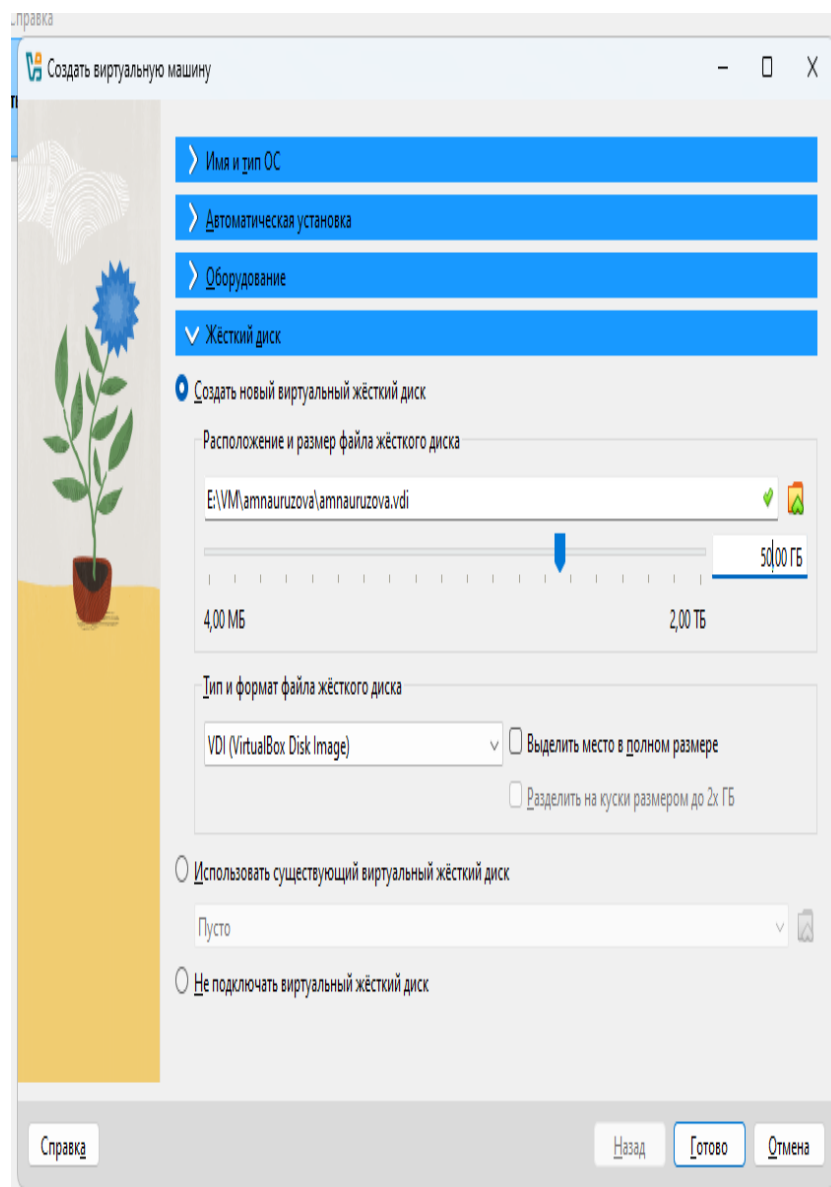 Справка
Создать виртуальную машину
Имя и тип ОС
Автоматическая установка
Оборудование
Жёсткий диск
Создать новый виртуальный жёсткий диск
Расположение и размер файла жёсткого диска
E:\VM\amnauruzova\amnauruzova.vdi
50,00 ГБ
4,00 МБ 2,00 ТБ
Тип и формат файла жёсткого диска
VDI (VirtualBox Disk Image) Выделить место в полном размере
Разделить на куски размером до 2х ГБ
Использовать существующий виртуальный жёсткий диск
Пусто
Не подключать виртуальный жёсткий диск
Справка Назад Готово Отмена